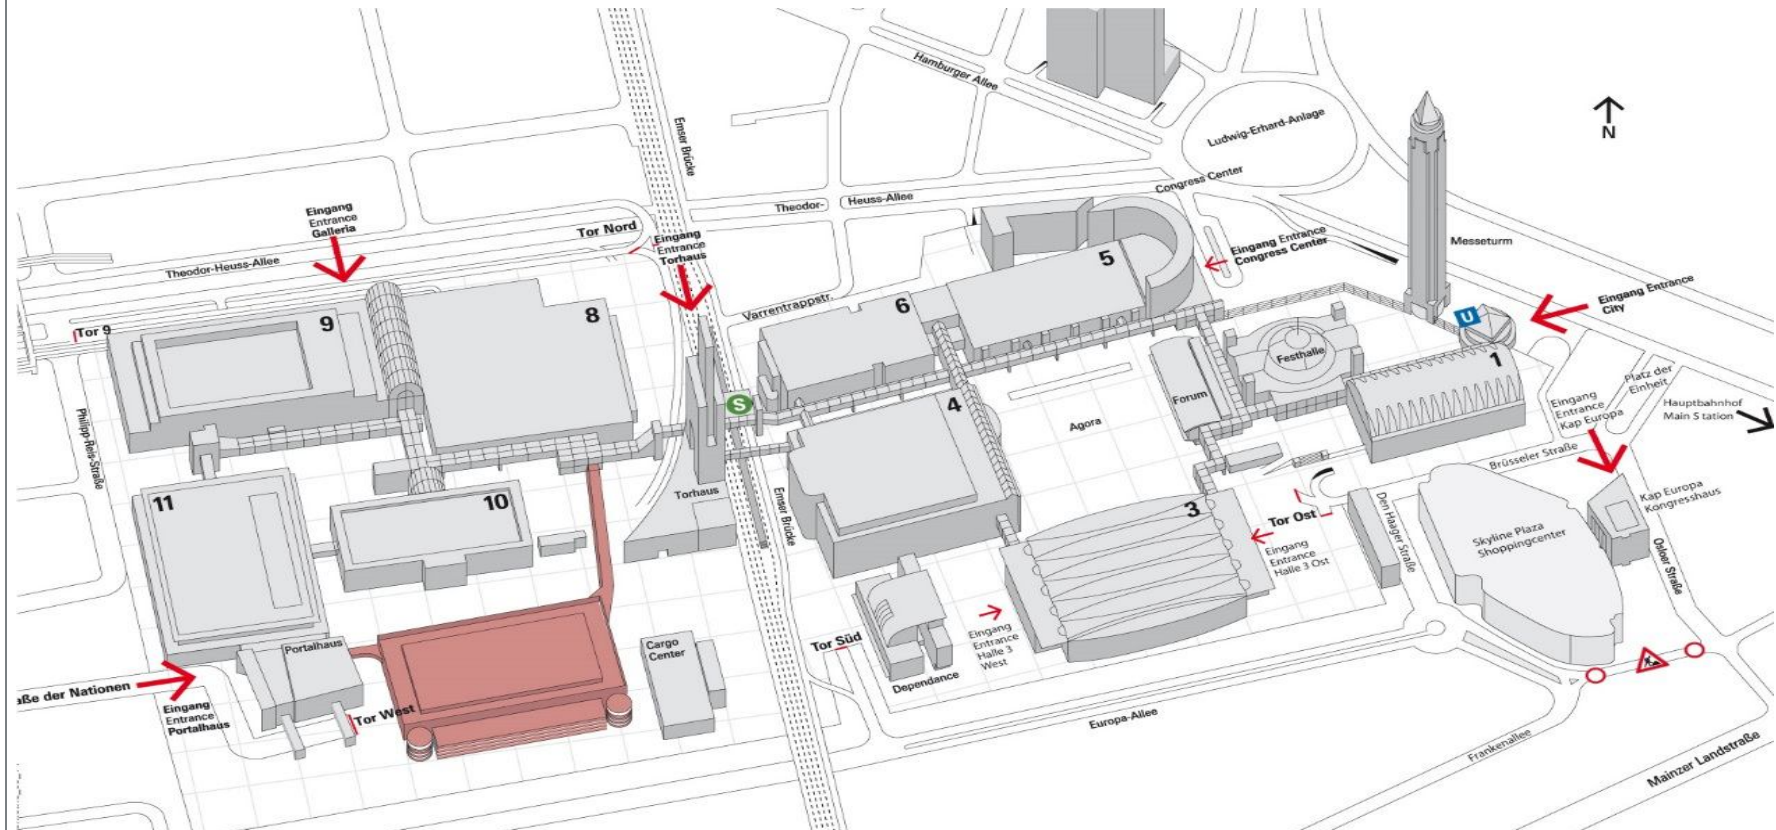 Hamburger Allee
Ludwig-Erhard-Anlage
N
Emser Brücke
Congress Center
Theodor-
Heuss-Allee
Eingang
Entrance
Galleria
Tor Nord
Eingang
Entrance
Torhaus
Theodor-Heuss-Allee
Eingang Entrance
Congress Center
Messeturm
5
Varrentrappstr.
6
Eingang Entrance
City
U
Tor 9
9
8
Festhalle
1
Platz der
Einheit
Eingang
Entrance
Kap Europa
Hauptbahnhof
Main Station
S
4
Forum
Agora
Philipp-Reis-Straße
Brüsseler Straße
11
10
Torhaus
Emser Brücke
3
Tor Ost
Den Haager Straße
Kap Europa
Kongresshaus
Skyline Plaza
Shoppingcenter
Eingang
Entrance
Halle 3 Ost
Osloer Straße
Portalhaus
Cargo
Center
Tor Süd
Eingang
Entrance
Halle 3
West
Dependance
aße der Nationen
Eingang
Entrance
Portalhaus
Tor West
Europa-Allee
Frankenallee
Mainzer Landstraße